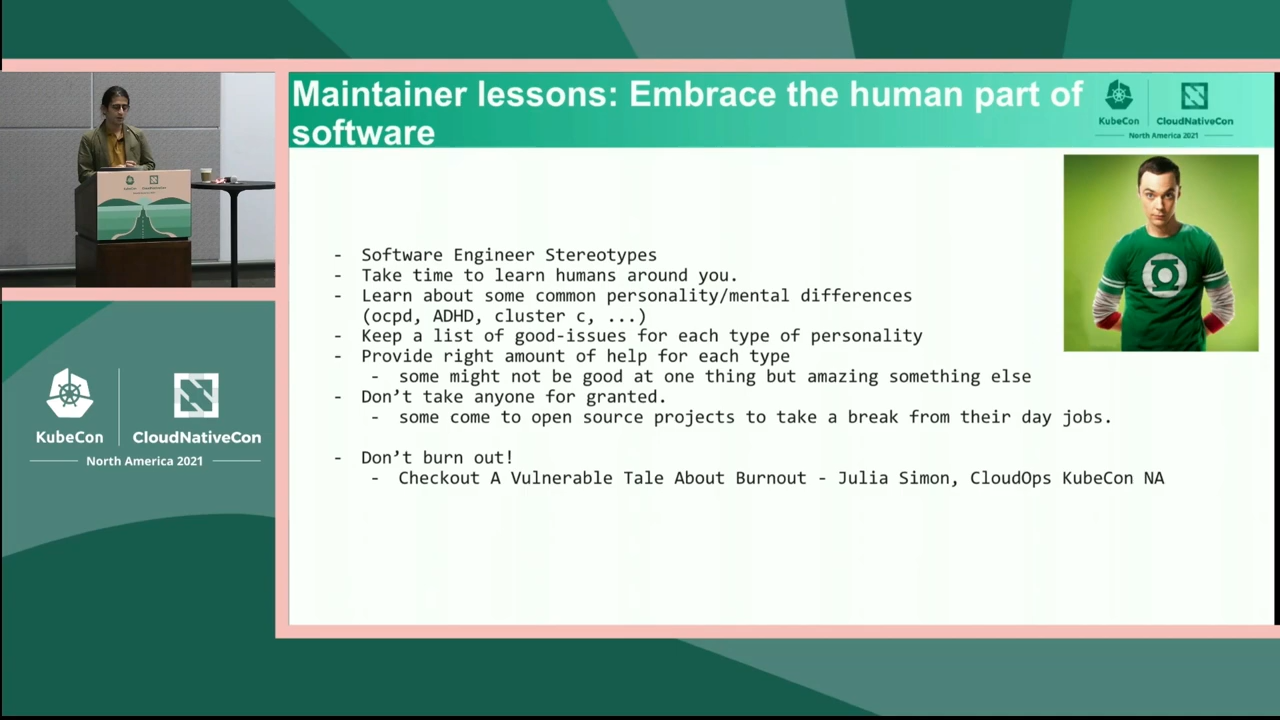 Maintainer lessons: Embrace the human part of
software
KubeCon
CloudNativeCon
North America 2021
- Software Engineer Stereotypes
- Take time to learn humans around you.
- Learn about some common personality/mental differences
(ocpd, ADHD, cluster c, ...)
- Keep a list of good-issues for each type of personality
- Provide right amount of help for each type
- some might not be good at one thing but amazing something else
- Don’t take anyone for granted.
- some come to open source projects to take a break from their day jobs.
- Don’t burn out!
- Checkout A Vulnerable Tale About Burnout - Julia Simon, CloudOps KubeCon NA
KubeCon
CloudNativeCon
North America 2021